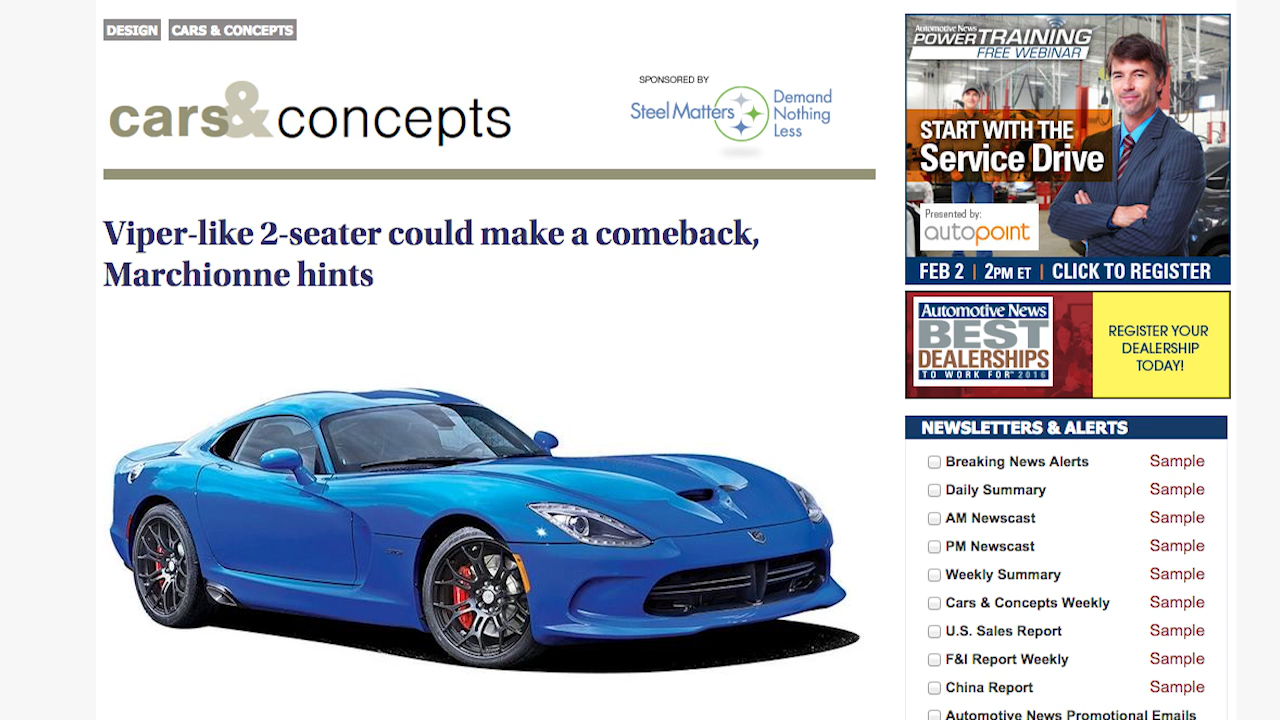 DESIGN CARS & CONCEPTS
cars&concepts
SPONSORED BY
Steel Matters
Demand
Nothing
Less
Viper-like 2-seater could make a comeback,
Marchionne hints
Automotive News
POWERTRAINING
FREE WEBINAR
START WITH THE
Service Drive
Presented by:
autopoint
FEB 2 | 2PM ET | CLICK TO REGISTER
Automotive News
BEST
DEALERSHIPS
TO WORK FOR™ 2016
REGISTER YOUR
DEALERSHIP
TODAY!
NEWSLETTERS & ALERTS
Breaking News Alerts Sample
Daily Summary Sample
AM Newscast Sample
PM Newscast Sample
Weekly Summary Sample
Cars & Concepts Weekly Sample
U.S. Sales Report Sample
F&I Report Weekly Sample
China Report Sample
Automotive News Promotional Emails